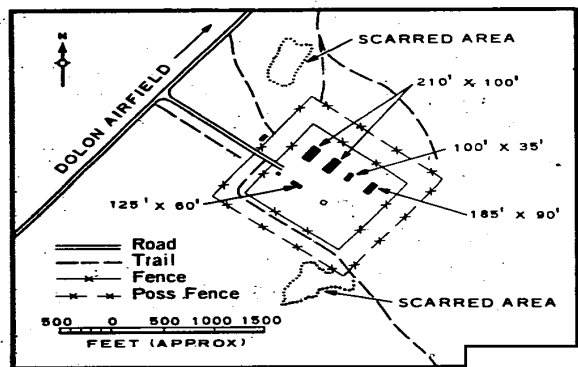 N
SCARRED AREA
210' X 100'
DOLON AIRFIELD
100' X 35'
125' X 60'
185' X 90'
Road
Trail
Fence
Poss Fence
SCARRED AREA
500 0 500 1000 1500
FEET (APPROX)